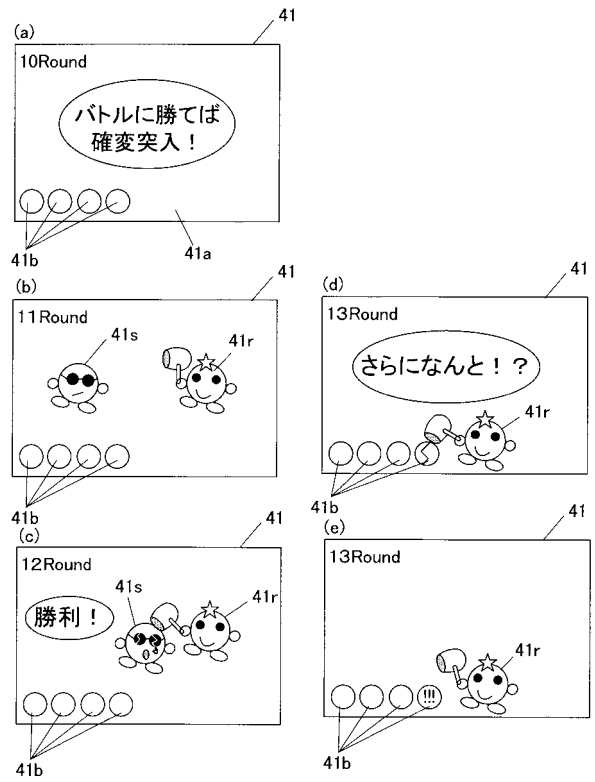 (a)
41
10Round
バトルに勝てば
確変突入！
41b
41a
(b)
41
11Round
41s
41r
41b
(c)
41
12Round
勝利！
41s
41r
41b
(d)
41
13Round
さらになんと！？
41r
41b
(e)
41
13Round
41r
!!!
41b